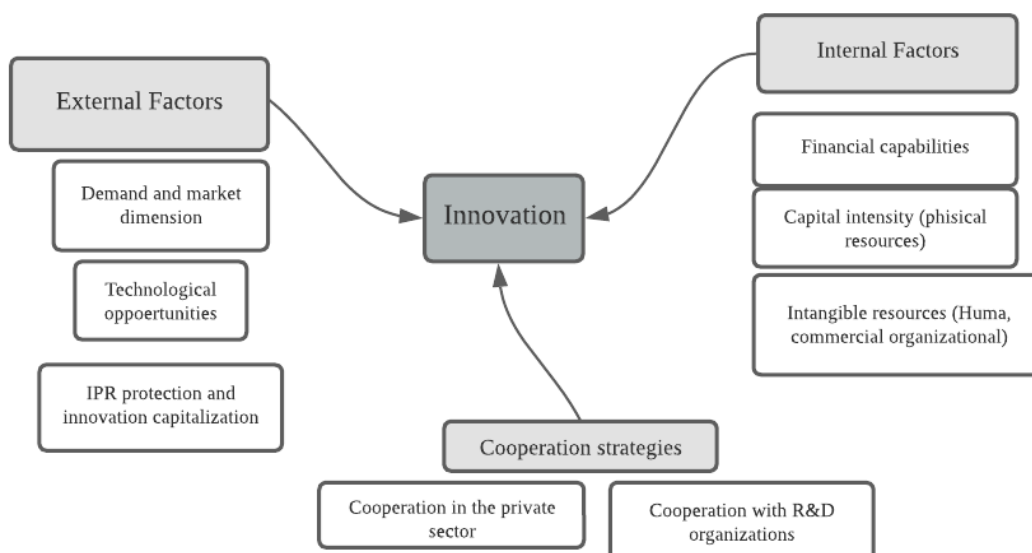 External Factors
Demand and market
dimension
Technological
oppoertunities
IPR protection and
innovation capitalization
Innovation
Internal Factors
Financial capabilities
Capital intensity (phisical
resources)
Intangible resources (Huma,
commercial organizational)
Cooperation strategies
Cooperation in the private
sector
Cooperation with R&D
organizations